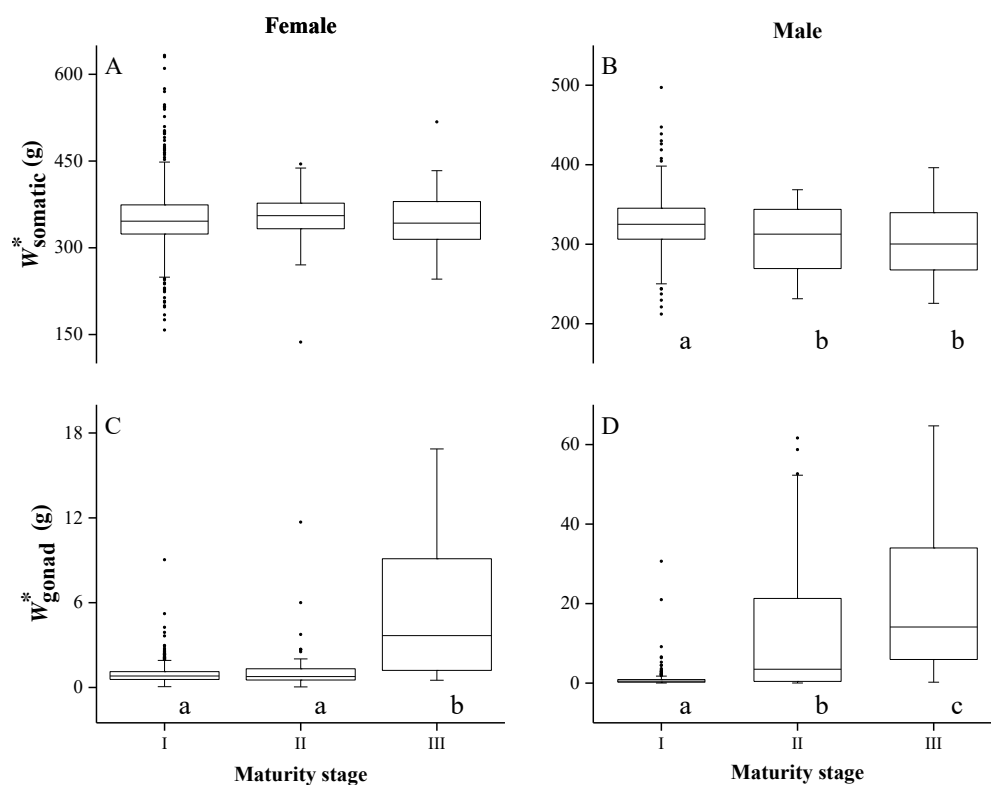 Female
Male
A
600
450
300
150
W*somatic (g)
B
500
400
300
200
a b b
C
18
12
6
0
W*gonad (g)
a a b
I II III
Maturity stage
D
60
40
20
0
a b c
I II III
Maturity stage